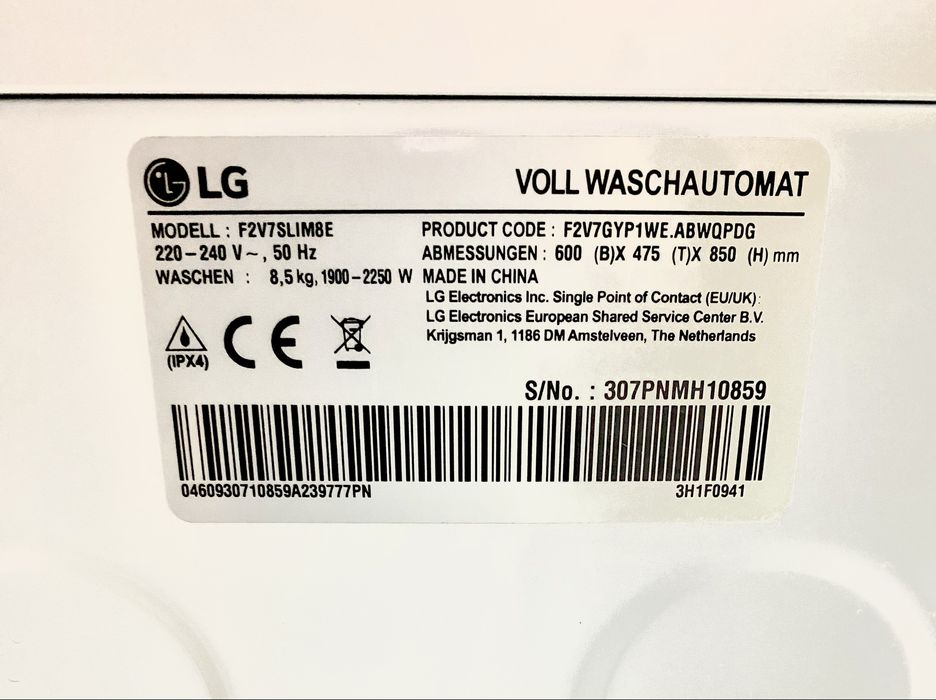 LG VOLL WASCHAUTOMAT
MODELL : F2V7SLIM8E
220–240 V~, 50 Hz
WASCHEN : 8,5 kg, 1900–2250 W
PRODUCT CODE : F2V7GYP1WE.ABWQPDG
ABMESSUNGEN : 600 (B)X 475 (T)X 850 (H) mm
MADE IN CHINA
LG Electronics Inc. Single Point of Contact (EU/UK):
LG Electronics European Shared Service Center B.V.
Krijgsman 1, 1186 DM Amstelveen, The Netherlands
(IPX4)
CE
S/No. : 307PNMH10859
0460930710859A239777PN 3H1F0941